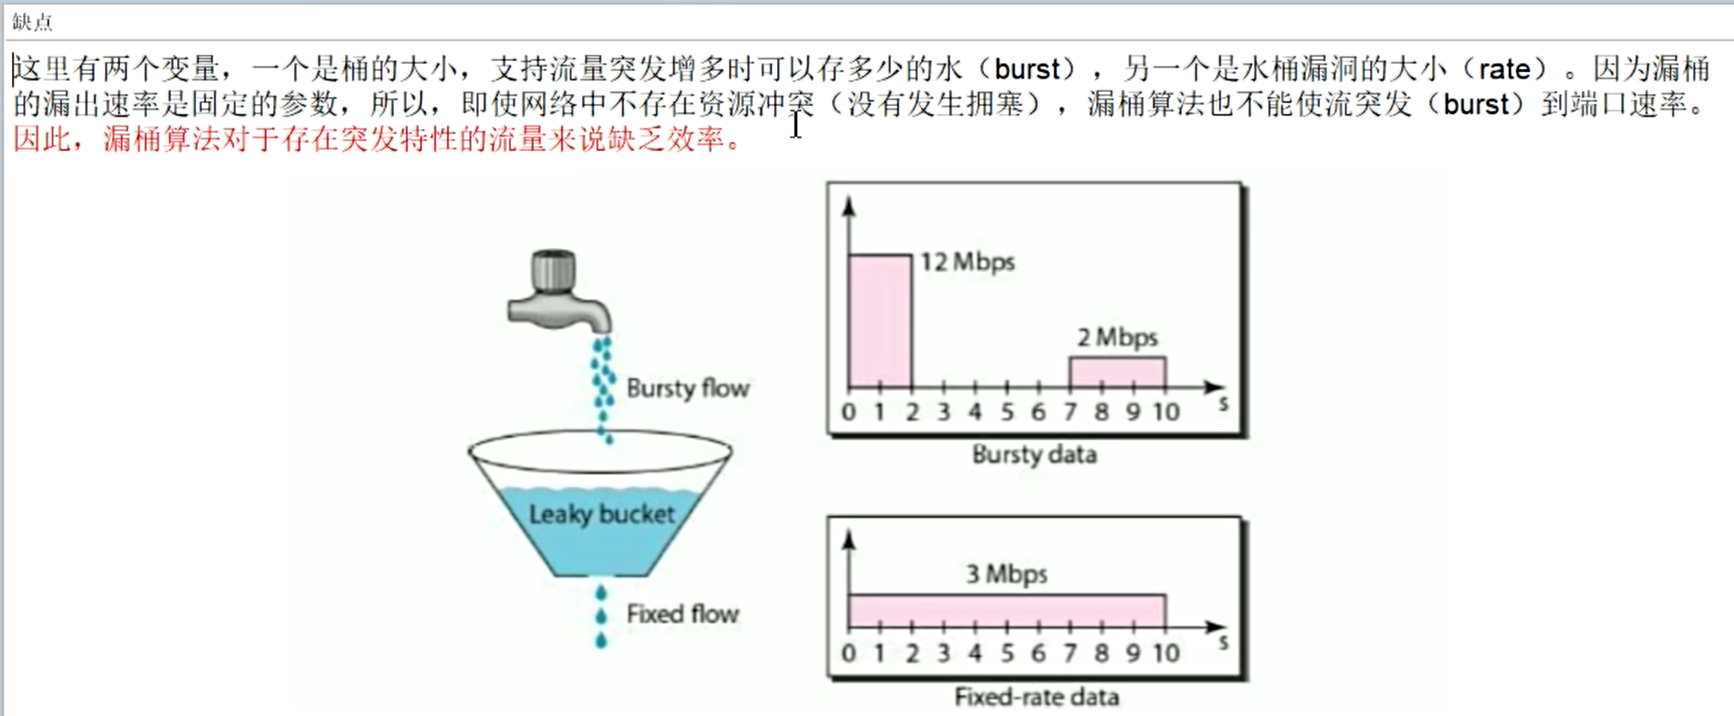 缺点
这里有两个变量，一个是桶的大小，支持流量突发增多时可以存多少的水（burst），另一个是水桶漏洞的大小（rate）。因为漏桶
的漏出速率是固定的参数，所以，即使网络中不存在资源冲突（没有发生拥塞），漏桶算法也不能使流突发（burst）到端口速率。
因此，漏桶算法对于存在突发特性的流量来说缺乏效率。
12 Mbps
2 Mbps
Bursty flow
0 1 2 3 4 5 6 7 8 9 10 s
Bursty data
Leaky bucket
3 Mbps
Fixed flow
0 1 2 3 4 5 6 7 8 9 10 s
Fixed-rate data